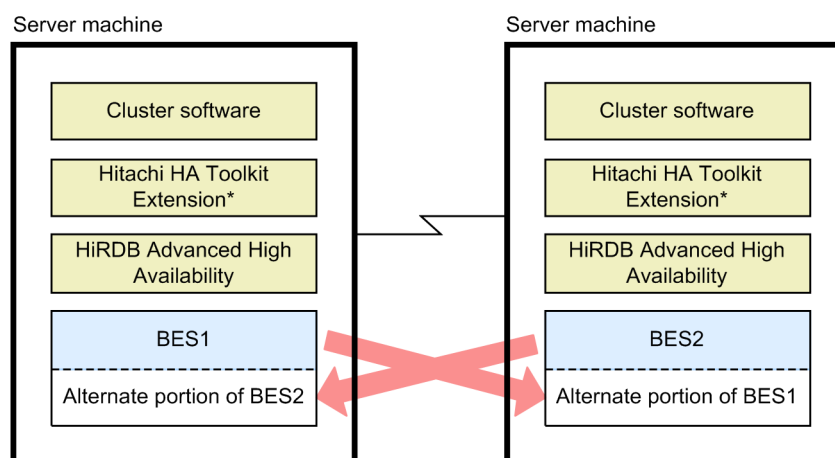 Server machine
Cluster software
Hitachi HA Toolkit
Extension*
HiRDB Advanced High
Availability
BES1
Alternate portion of BES2
Server machine
Cluster software
Hitachi HA Toolkit
Extension*
HiRDB Advanced High
Availability
BES2
Alternate portion of BES1